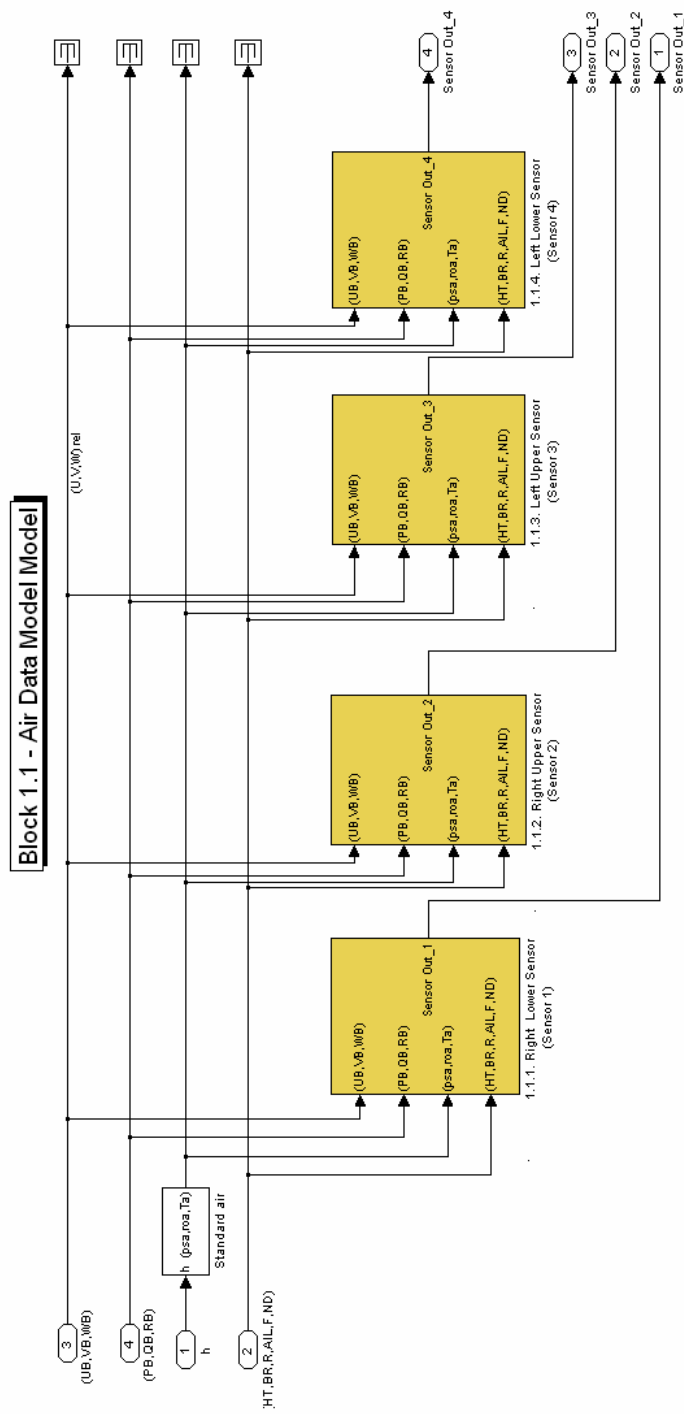 Block 1.1 - Air Data Model Model
3
(UB,VB,WB)
4
(PB,QB,RB)
1
h
2
(HT,BR,R,AIL,F,ND)
h (psa,roa,Ta)
Standard air
(U,V,W) rel
(UB,VB,WB)
(PB,QB,RB)
(psa,roa,Ta)
(HT,BR,R,AIL,F,ND)
Sensor Out_1
1.1.1. Right Lower Sensor
(Sensor 1)
(UB,VB,WB)
(PB,QB,RB)
(psa,roa,Ta)
(HT,BR,R,AIL,F,ND)
Sensor Out_2
1.1.2. Right Upper Sensor
(Sensor 2)
(UB,VB,WB)
(PB,QB,RB)
(psa,roa,Ta)
(HT,BR,R,AIL,F,ND)
Sensor Out_3
1.1.3. Left Upper Sensor
(Sensor 3)
(UB,VB,WB)
(PB,QB,RB)
(psa,roa,Ta)
(HT,BR,R,AIL,F,ND)
Sensor Out_4
1.1.4. Left Lower Sensor
(Sensor 4)
4
Sensor Out_4
3
Sensor Out_3
2
Sensor Out_2
1
Sensor Out_1